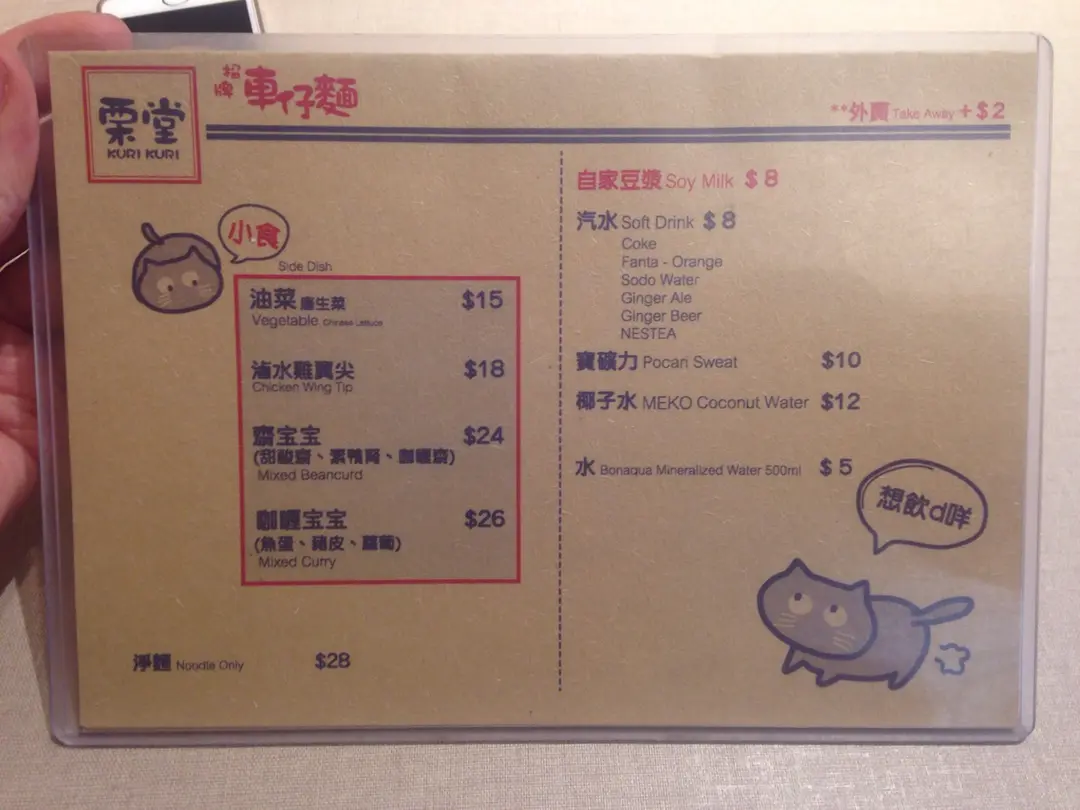 栗堂
KURI KURI
招牌 車仔麵
**外賣 Take Away + $2
小食
Side Dish
油菜 唐生菜 $15
Vegetable Chinese Lettuce
滷水雞翼尖 $18
Chicken Wing Tip
齋宝宝 $24
(甜酸齋、素鴨腎、咖喱齋)
Mixed Beancurd
咖喱宝宝 $26
(魚蛋、豬皮、蘿蔔)
Mixed Curry
淨麵 Noodle Only $28
自家豆漿 Soy Milk $8
汽水 Soft Drink $8
Coke
Fanta - Orange
Sodo Water
Ginger Ale
Ginger Beer
NESTEA
寶礦力 Pocari Sweat $10
椰子水 MEKO Coconut Water $12
水 Bonaqua Mineralized Water 500ml $5
想飲d咩